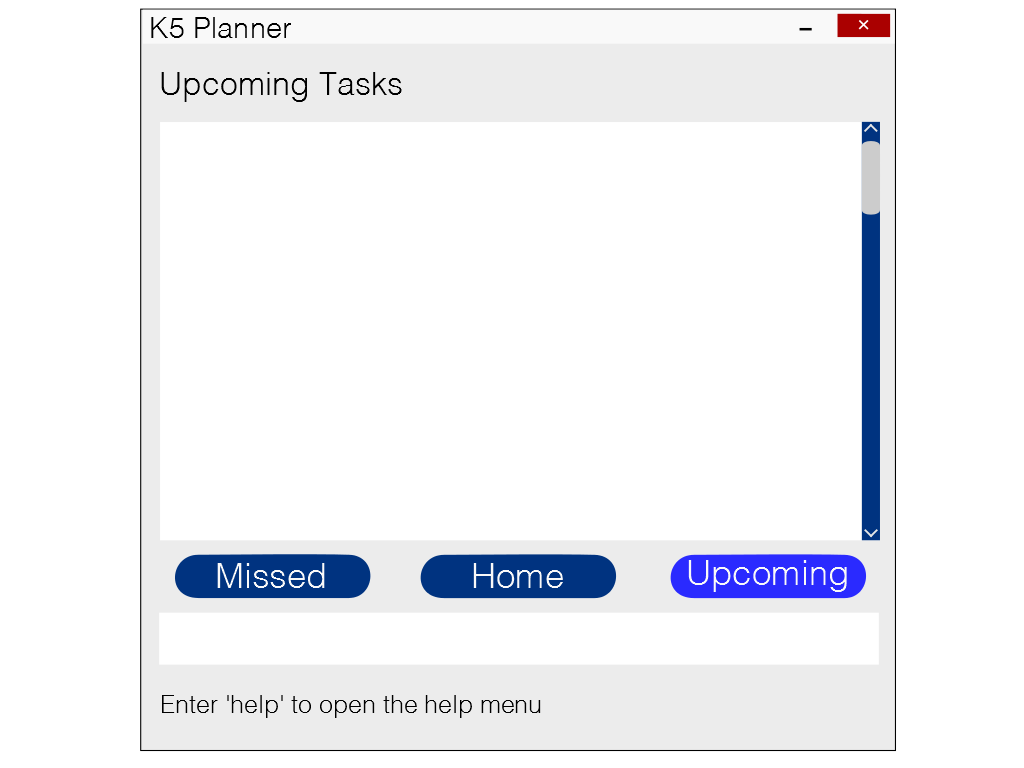 K5 Planner
Upcoming Tasks
Missed
Home
Upcoming
Enter 'help' to open the help menu